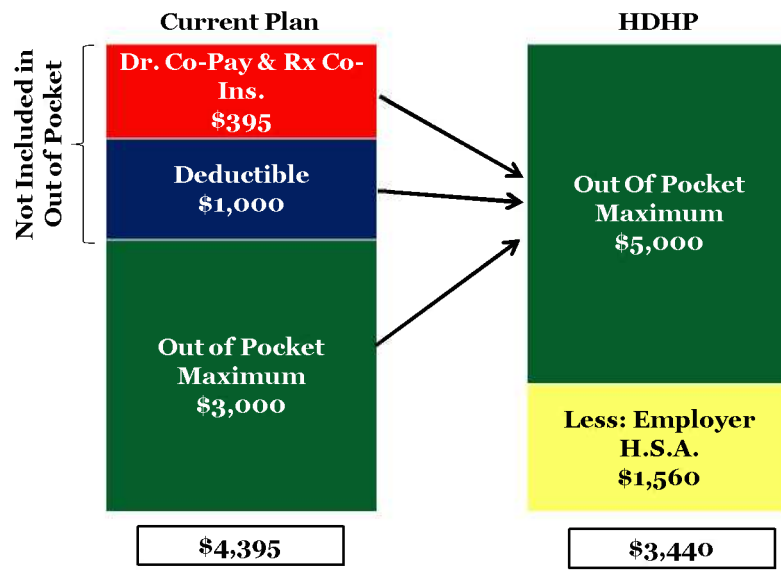 Current Plan
HDHP
Not Included in
Out of Pocket
Dr. Co-Pay & Rx Co-
Ins.
$395
Deductible
$1,000
Out of Pocket
Maximum
$3,000
$4,395
Out Of Pocket
Maximum
$5,000
Less: Employer
H.S.A.
$1,560
$3,440